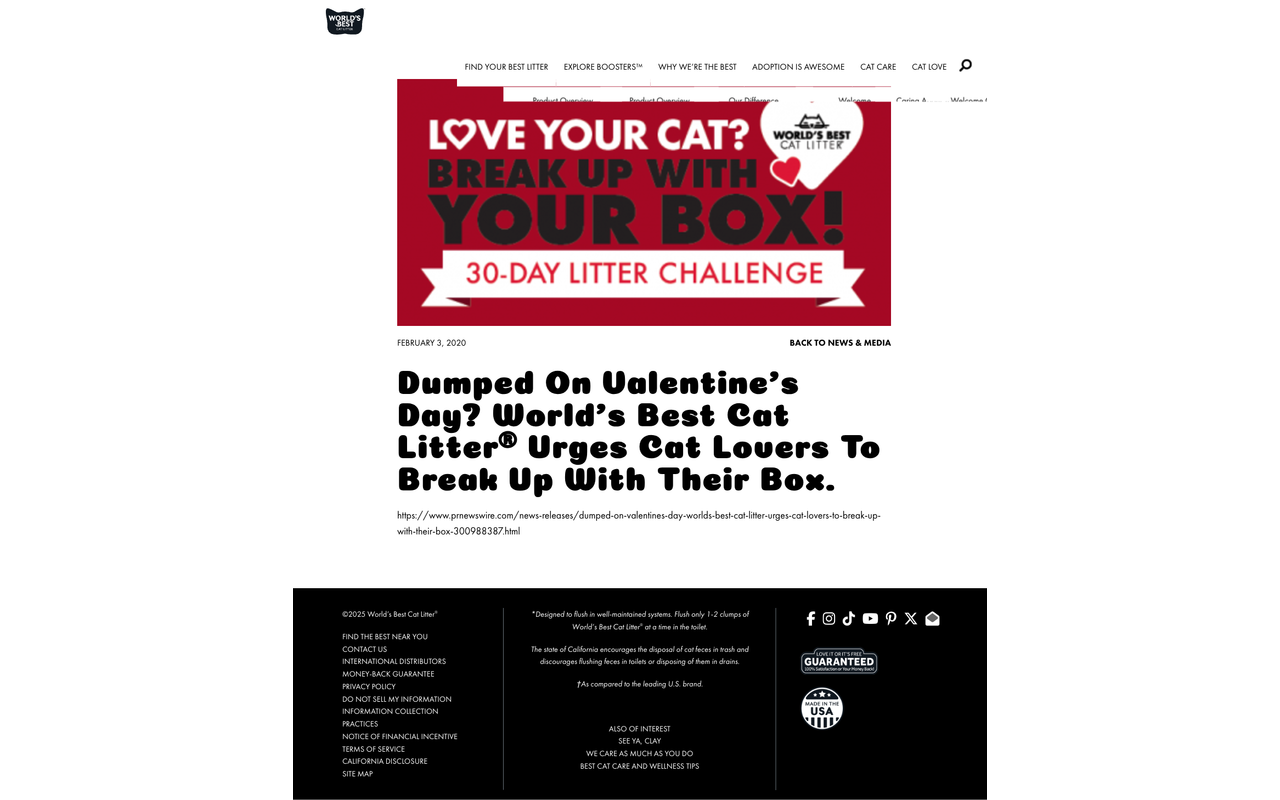 WORLD'S
BEST
CAT LITTER
FIND YOUR BEST LITTER EXPLORE BOOSTERS™ WHY WE'RE THE BEST ADOPTION IS AWESOME CAT CARE CAT LOVE
Product Overview Product Overview Our Difference Welcome Caring A Welcome
LOVE YOUR CAT?
WORLD'S BEST
CAT LITTER
BREAK UP WITH
YOUR BOX!
30-DAY LITTER CHALLENGE
FEBRUARY 3, 2020 BACK TO NEWS & MEDIA
Dumped On Valentine's
Day? World's Best Cat
Litter® Urges Cat Lovers To
Break Up With Their Box.
https://www.prnewswire.com/news-releases/dumped-on-valentines-day-worlds-best-cat-litter-urges-cat-lovers-to-break-up-
with-their-box-300988387.html
©2025 World's Best Cat Litter®
FIND THE BEST NEAR YOU
CONTACT US
INTERNATIONAL DISTRIBUTORS
MONEY-BACK GUARANTEE
PRIVACY POLICY
DO NOT SELL MY INFORMATION
INFORMATION COLLECTION
PRACTICES
NOTICE OF FINANCIAL INCENTIVE
TERMS OF SERVICE
CALIFORNIA DISCLOSURE
SITE MAP
*Designed to flush in well-maintained systems. Flush only 1-2 clumps of
World's Best Cat Litter® at a time in the toilet.
The state of California encourages the disposal of cat feces in trash and
discourages flushing feces in toilets or disposing of them in drains.
†As compared to the leading U.S. brand.
ALSO OF INTEREST
SEE YA, CLAY
WE CARE AS MUCH AS YOU DO
BEST CAT CARE AND WELLNESS TIPS
LOVE IT OR IT'S FREE
GUARANTEED
100% Satisfaction or Your Money Back!
MADE IN THE
USA